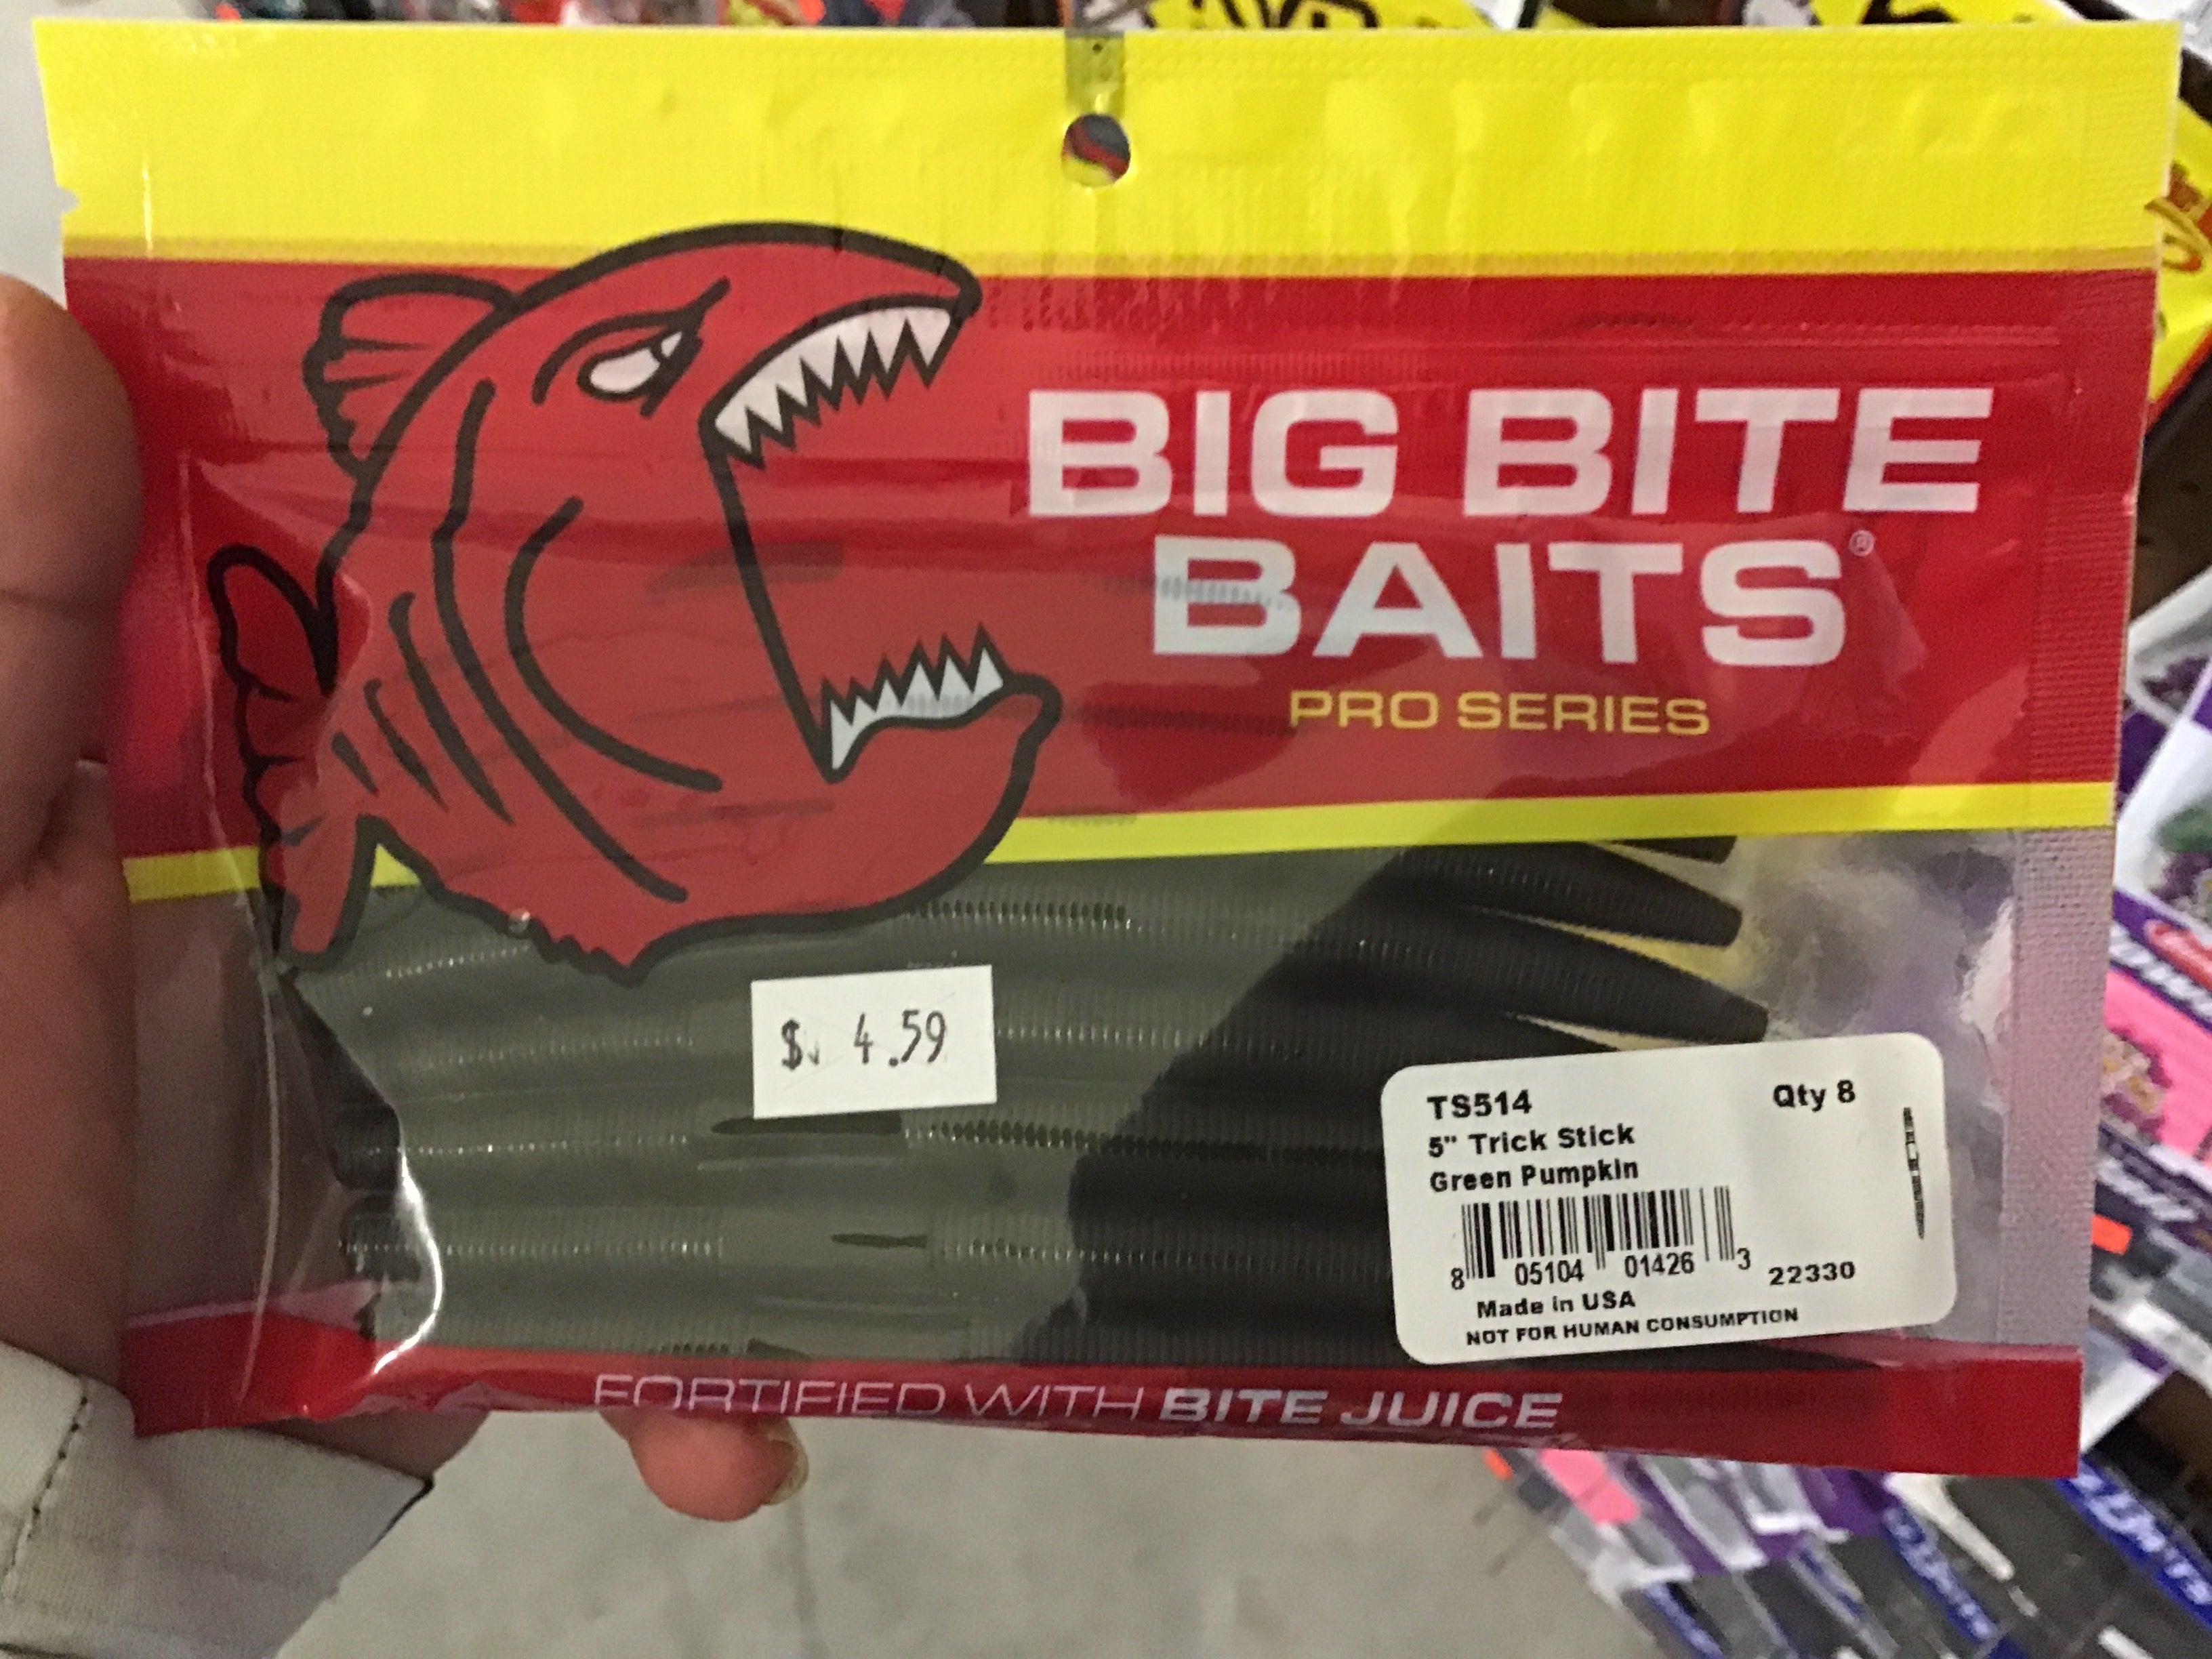 BIG BITE
BAITS®
PRO SERIES
$. 4.59
TS514 Qty 8
5" Trick Stick
Green Pumpkin
8 05104 01426 3 22330
Made in USA
NOT FOR HUMAN CONSUMPTION
FORTIFIED WITH BITE JUICE